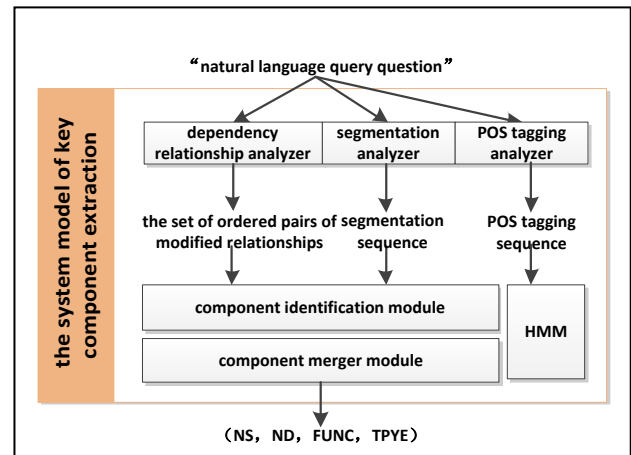 “natural language query question”
the system model of key
component extraction
dependency
relationship analyzer
segmentation
analyzer
POS tagging
analyzer
the set of ordered pairs of
modified relationships
segmentation
sequence
POS tagging
sequence
component identification module
HMM
component merger module
（NS， ND， FUNC， TPYE）